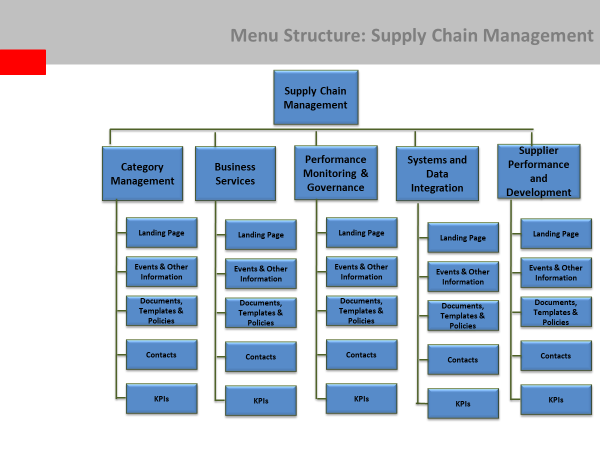 Menu Structure: Supply Chain Management
Supply Chain
Management
Category
Management
Business
Services
Performance
Monitoring &
Governance
Systems and
Data
Integration
Supplier
Performance
and
Development
Landing Page
Events & Other
Information
Documents,
Templates &
Policies
Contacts
KPIs
Landing Page
Events & Other
Information
Documents,
Templates &
Policies
Contacts
KPIs
Landing Page
Events & Other
Information
Documents,
Templates &
Policies
Contacts
KPIs
Landing Page
Events & Other
Information
Documents,
Templates &
Policies
Contacts
KPIs
Landing Page
Events & Other
Information
Documents,
Templates &
Policies
Contacts
KPIs